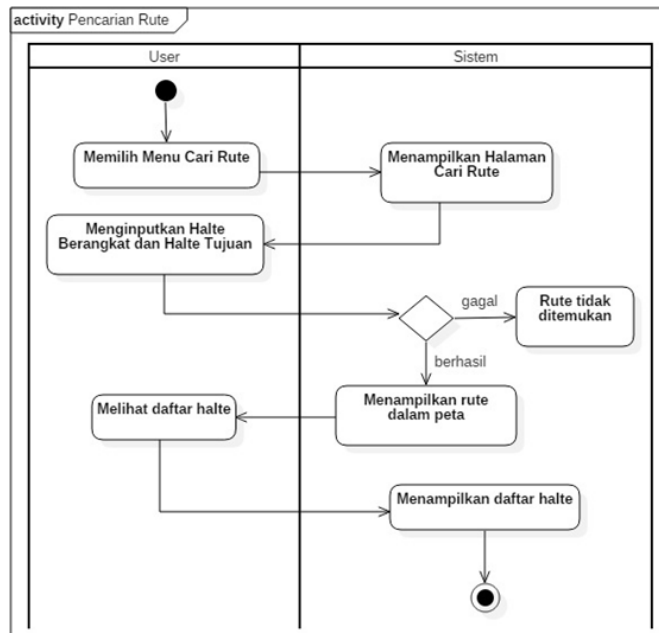 activity Pencarian Rute
User
Sistem
Memilih Menu Cari Rute
Menampilkan Halaman
Cari Rute
Menginputkan Halte
Berangkat dan Halte Tujuan
gagal
Rute tidak
ditemukan
berhasil
Melihat daftar halte
Menampilkan rute
dalam peta
Menampilkan daftar halte